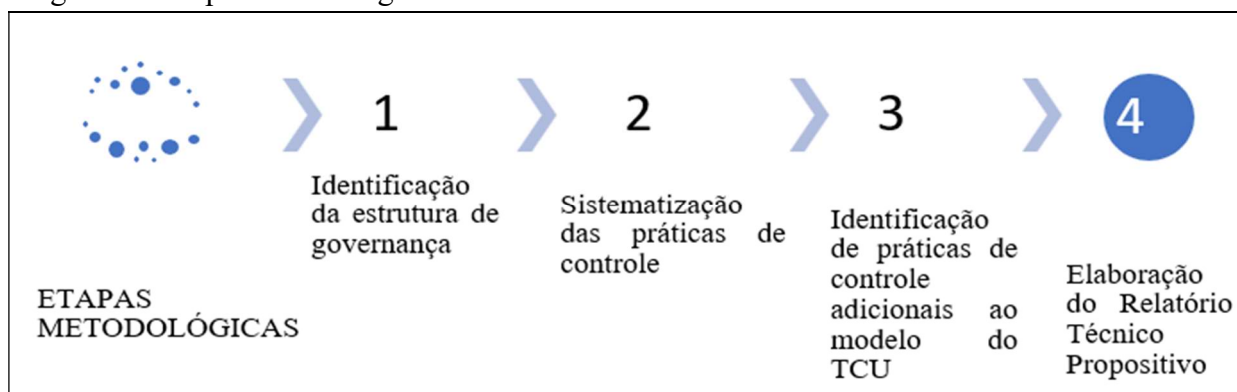 ETAPAS
METODOLÓGICAS
1
Identificação
da estrutura de
governança
2
Sistematização
das práticas de
controle
3
Identificação
de práticas de
controle
adicionais ao
modelo do
TCU
4
Elaboração
do Relatório
Técnico
Propositivo